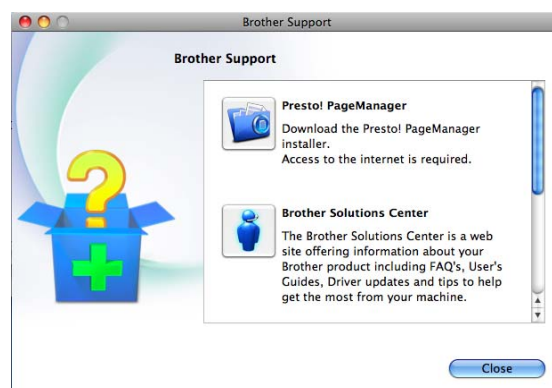 Brother Support
Brother Support
Presto! PageManager
Download the Presto! PageManager
installer.
Access to the internet is required.
Brother Solutions Center
The Brother Solutions Center is a web
site offering information about your
Brother product including FAQ's, User's
Guides, Driver updates and tips to help
get the most from your machine.
Close